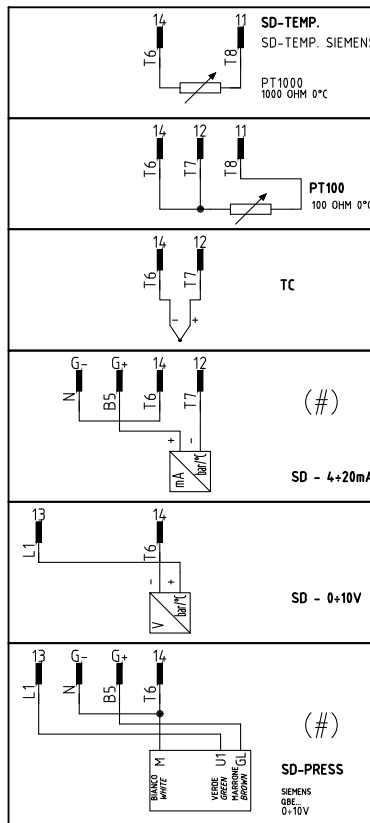 14 11 SD-TEMP.
SD-TEMP. SIEMENS
T6 T8
PT1000
1000 OHM 0°C
14 12 11
T6 T7 T8
PT100
100 OHM 0°C
14 12
T6 T7
TC
- +
G- G+ 14 12
N B5 T6 T7
(#)
+ -
mA bar/°C
SD - 4÷20mA
13 14
L1 T6
- +
V bar/°C
SD - 0÷10V
13 G- G+ 14
L1 N B5 T6
(#)
M U1 GL
BIANCO VERDE MARRONE
WHITE GREEN BROWN
SD-PRESS
SIEMENS
QBE...
0÷10V